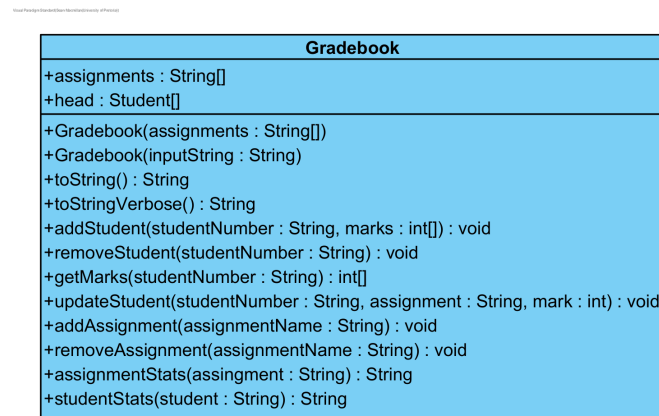 Visual Paradigm Standard(Soam Mavimbela(University of Pretoria))
Gradebook
+assignments : String[]
+head : Student[]
+Gradebook(assignments : String[])
+Gradebook(inputString : String)
+toString() : String
+toStringVerbose() : String
+addStudent(studentNumber : String, marks : int[]) : void
+removeStudent(studentNumber : String) : void
+getMarks(studentNumber : String) : int[]
+updateStudent(studentNumber : String, assignment : String, mark : int) : void
+addAssignment(assignmentName : String) : void
+removeAssignment(assignmentName : String) : void
+assignmentStats(assingment : String) : String
+studentStats(student : String) : String